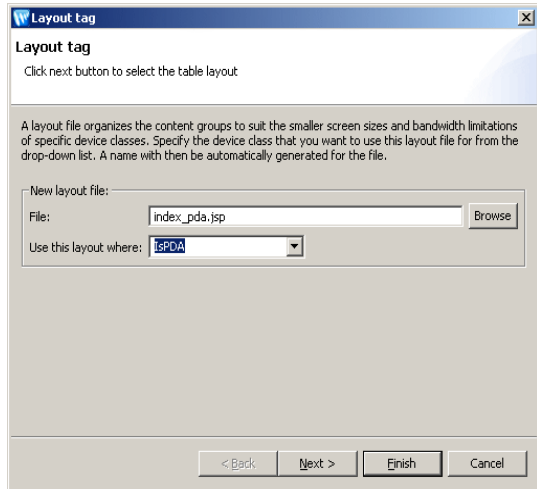 Layout tag
Layout tag
Click next button to select the table layout
A layout file organizes the content groups to suit the smaller screen sizes and bandwidth limitations
of specific device classes. Specify the device class that you want to use this layout file for from the
drop-down list. A name with then be automatically generated for the file.
New layout file:
File: index_pda.jsp Browse
Use this layout where: IsPDA
< Back Next > Finish Cancel